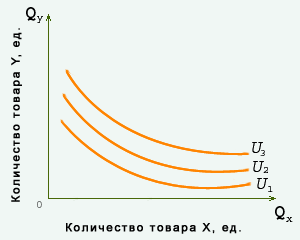 Qy
Количество товара Y, ед.
U3
U2
U1
0
Qx
Количество товара X, ед.